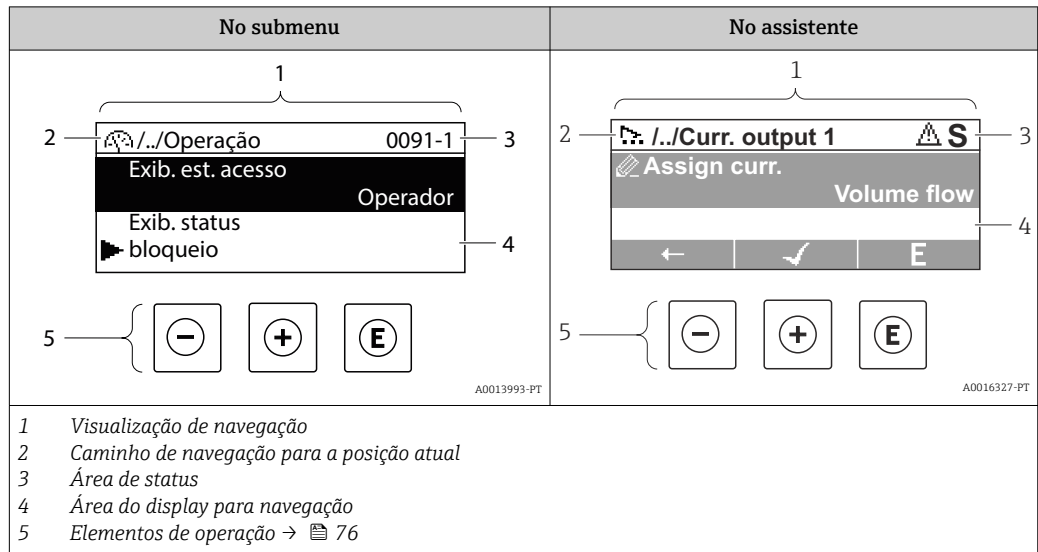 No submenu
No assistente
1
1
2
/../Operação 0091-1
3
Exib. est. acesso
Operador
Exib. status
bloqueio
4
5
- + E
A0013993-PT
2
/../Curr. output 1 S
3
Assign curr.
Volume flow
4
← ✓ E
5
- + E
A0016327-PT
1 Visualização de navegação
2 Caminho de navegação para a posição atual
3 Área de status
4 Área do display para navegação
5 Elementos de operação → 76